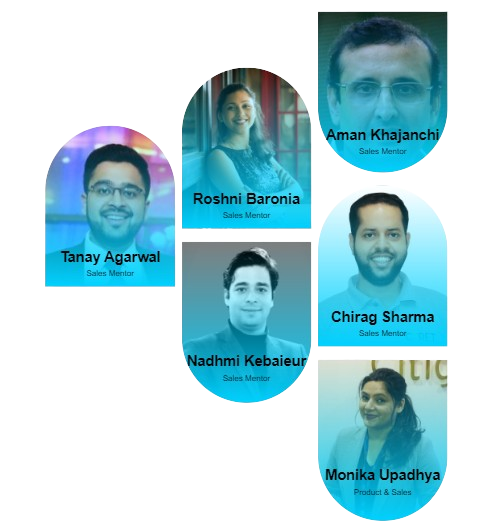 Aman Khajanchi
Sales Mentor
Roshni Baronia
Sales Mentor
Tanay Agarwal
Sales Mentor
Chirag Sharma
Sales Mentor
Nadhmi Kebaieur
Sales Mentor
Monika Upadhya
Product & Sales